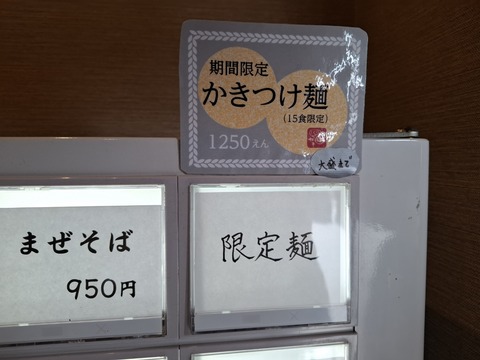 期間限定
かきつけ麺
(15食限定)
1250えん
大盛まで
まぜそば
950円
限定麺